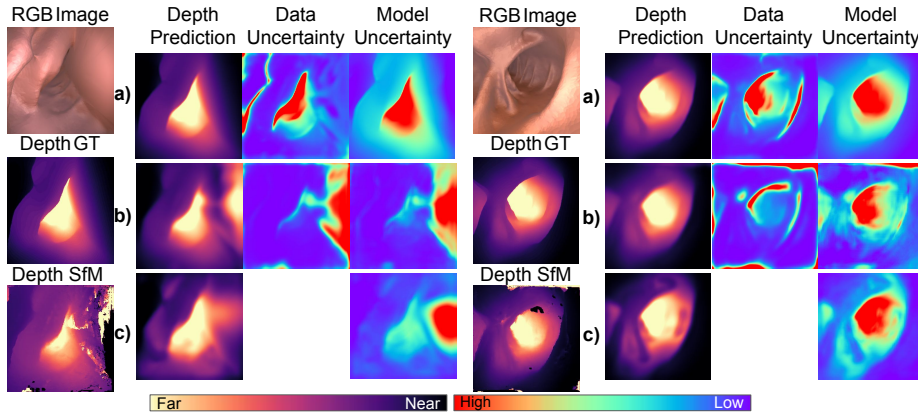 RGB Image
Depth Prediction
Data Uncertainty
Model Uncertainty
RGB Image
Depth Prediction
Data Uncertainty
Model Uncertainty
a)
a)
Depth GT
Depth GT
b)
b)
Depth SfM
Depth SfM
c)
c)
Far
Near
High
Low